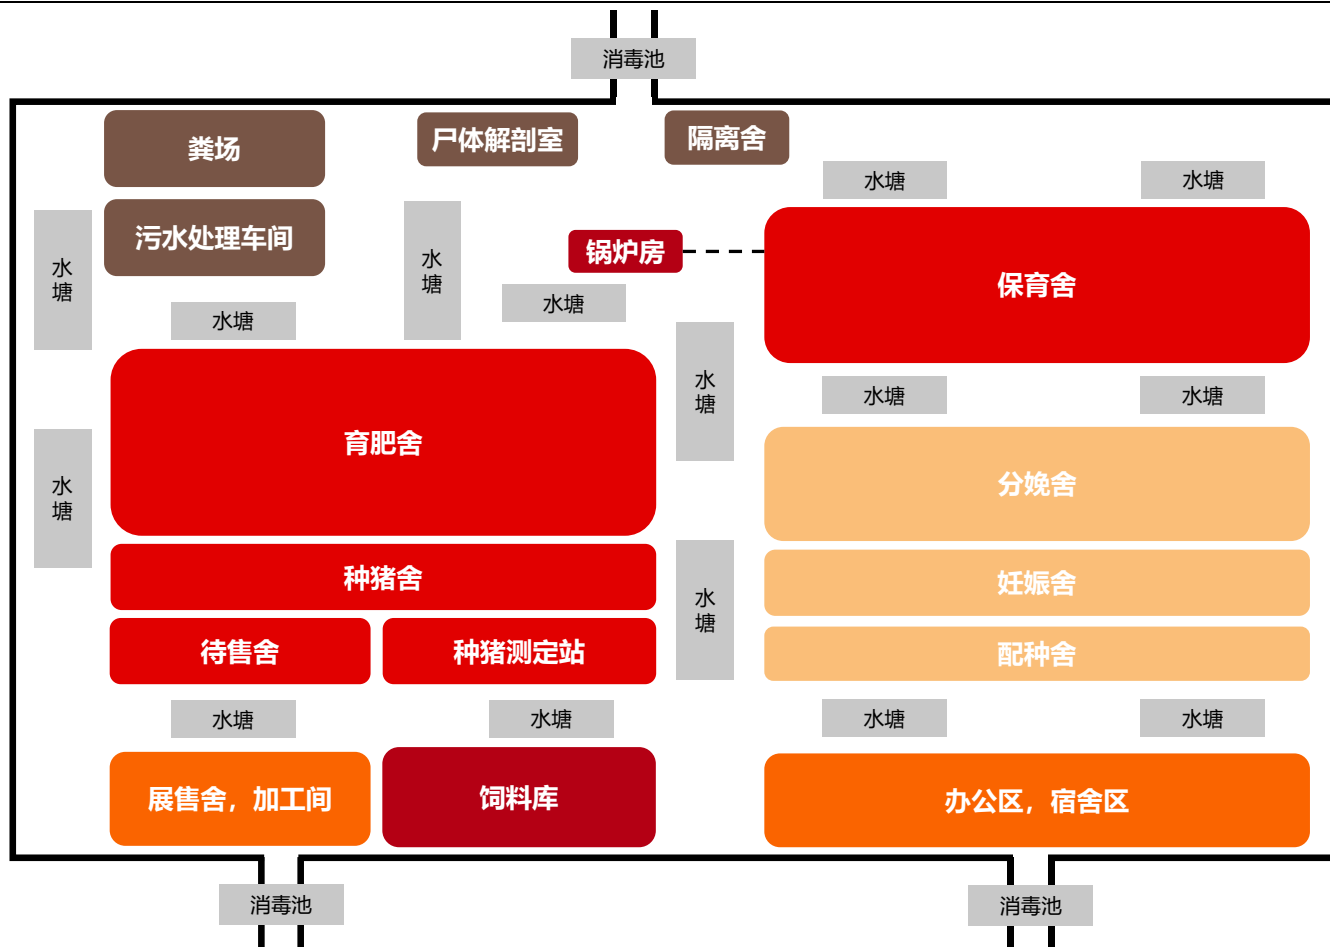 消毒池
粪场
尸体解剖室
隔离舍
水塘
水塘
污水处理车间
锅炉房
水塘
水塘
保育舍
水塘
水塘
水塘
水塘
水塘
水塘
育肥舍
分娩舍
水塘
种猪舍
妊娠舍
水塘
待售舍
种猪测定站
配种舍
水塘
水塘
水塘
水塘
展售舍，加工间
饲料库
办公区，宿舍区
消毒池
消毒池